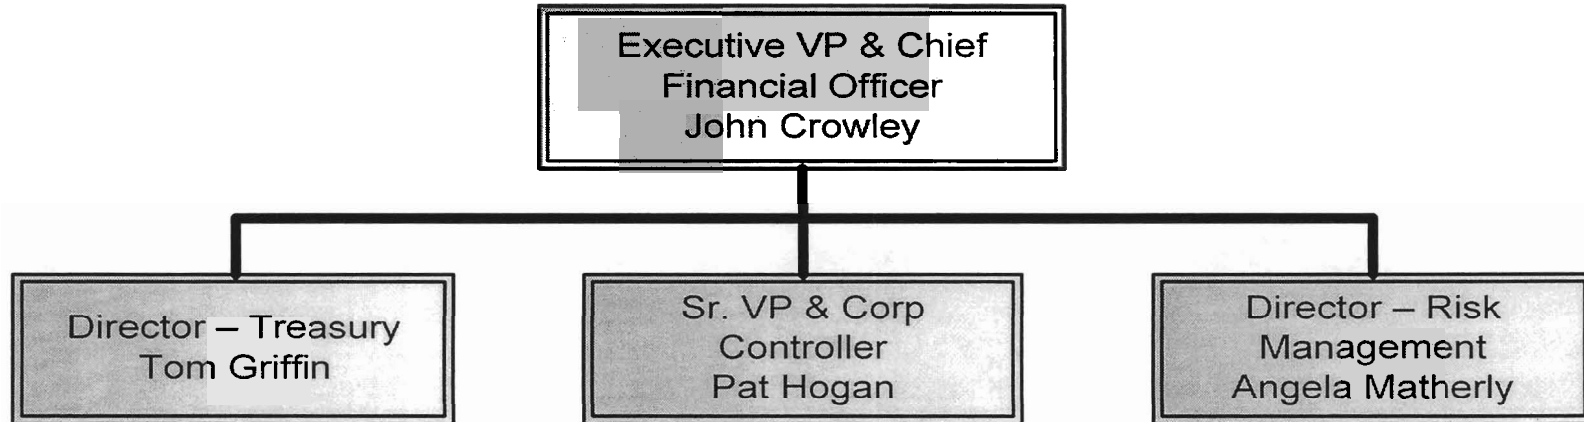 Executive VP & Chief
Financial Officer
John Crowley
Director – Treasury
Tom Griffin
Sr. VP & Corp
Controller
Pat Hogan
Director – Risk
Management
Angela Matherly